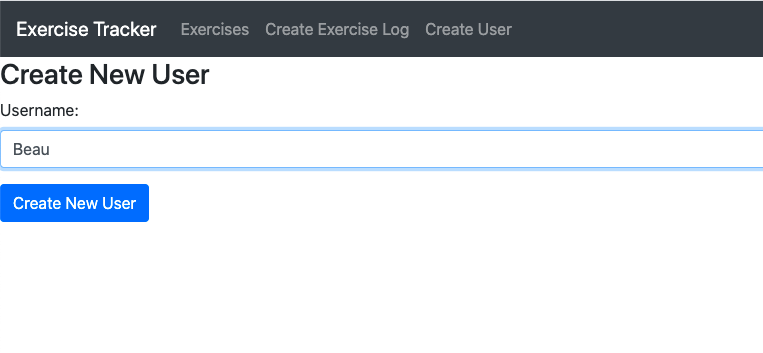 Exercise Tracker Exercises Create Exercise Log Create User
Create New User
Username:
Beau
Create New User